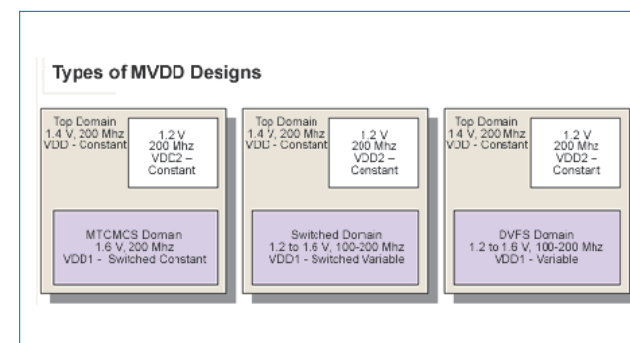 Types of MVDD Designs
Top Domain
1.4 V, 200 Mhz
VDD - Constant
1.2 V
200 Mhz
VDD2 –
Constant
MTCMCS Domain
1.6 V, 200 Mhz
VDD1 - Switched Constant
Top Domain
1.4 V, 200 Mhz
VDD - Constant
1.2 V
200 Mhz
VDD2 –
Constant
Switched Domain
1.2 to 1.6 V, 100-200 Mhz
VDD1 - Switched Variable
Top Domain
1.4 V, 200 Mhz
VDD - Constant
1.2 V
200 Mhz
VDD2 –
Constant
DVFS Domain
1.2 to 1.6 V, 100-200 Mhz
VDD1 - Variable